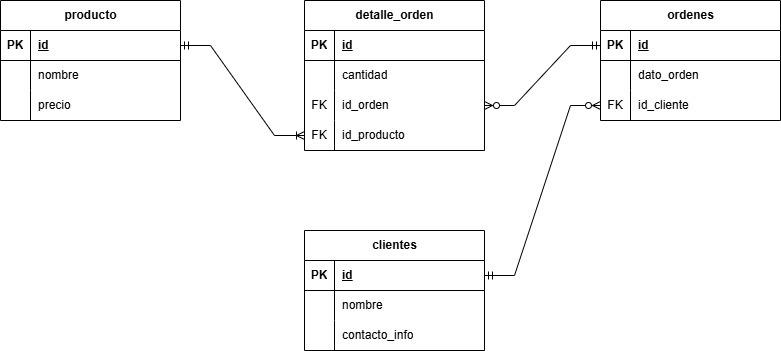 producto
PK id
nombre
precio
detalle_orden
PK id
cantidad
FK id_orden
FK id_producto
ordenes
PK id
dato_orden
FK id_cliente
clientes
PK id
nombre
contacto_info